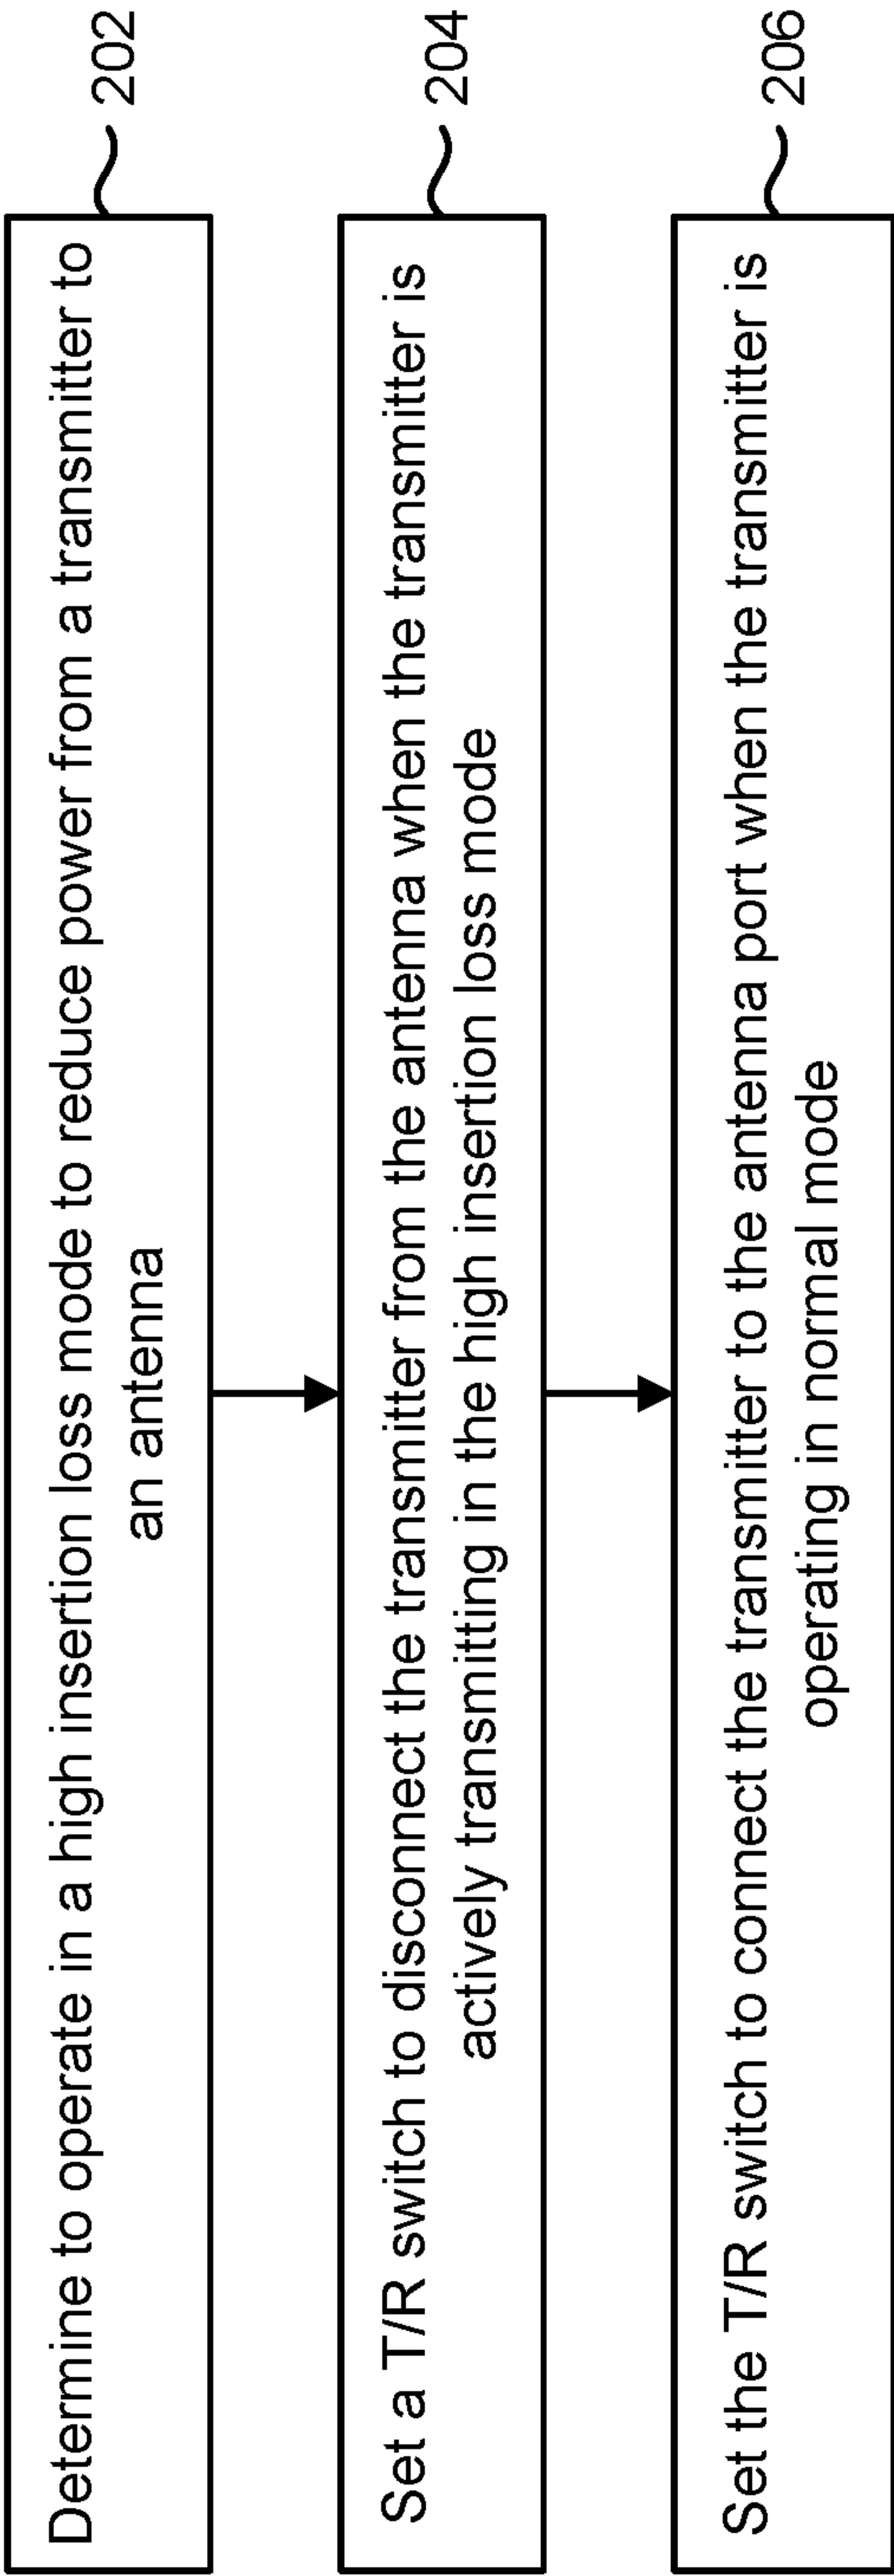 Determine to operate in a high insertion loss mode to reduce power from a transmitter to
an antenna
202
Set a T/R switch to disconnect the transmitter from the antenna when the transmitter is
actively transmitting in the high insertion loss mode
204
Set the T/R switch to connect the transmitter to the antenna port when the transmitter is
operating in normal mode
206